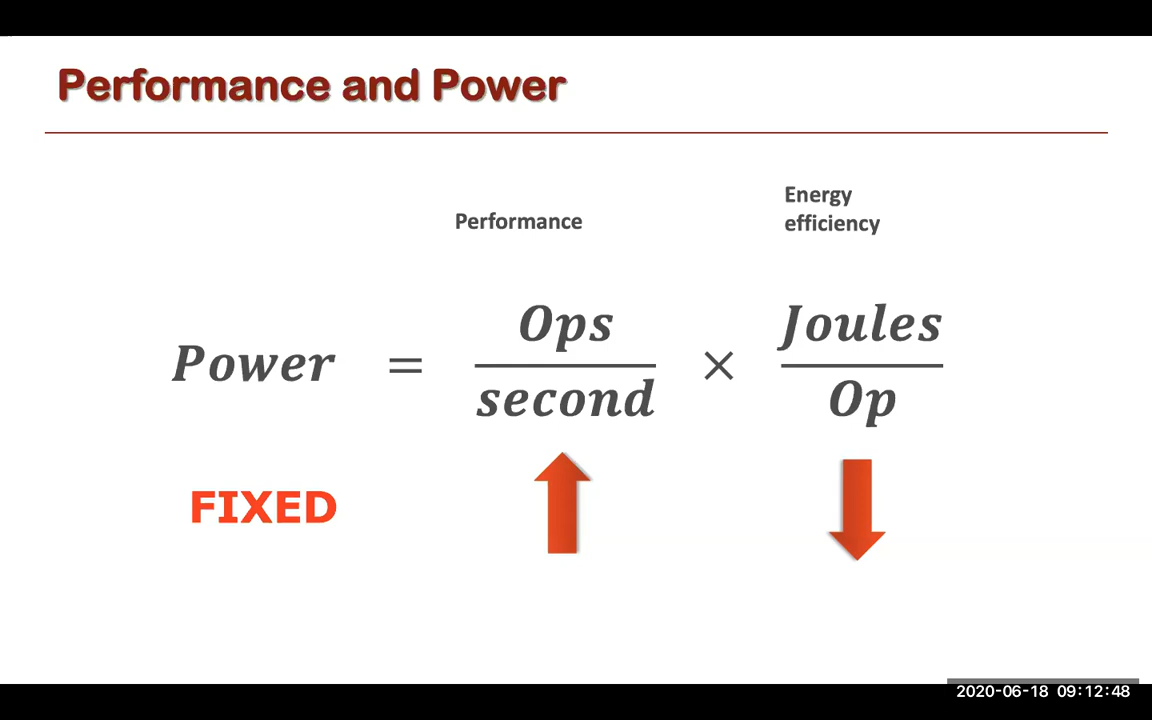 Performance and Power
Performance
Energy
efficiency
Power = Ops/second × Joules/Op
FIXED
2020-06-18 09:12:48